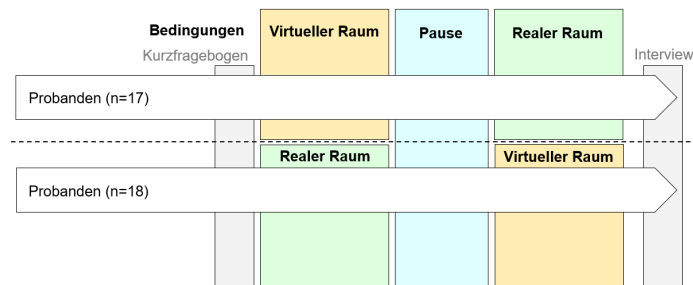 Bedingungen
Virtueller Raum
Pause
Realer Raum
Kurzfragebogen
Interview
Probanden (n=17)
Realer Raum
Virtueller Raum
Probanden (n=18)